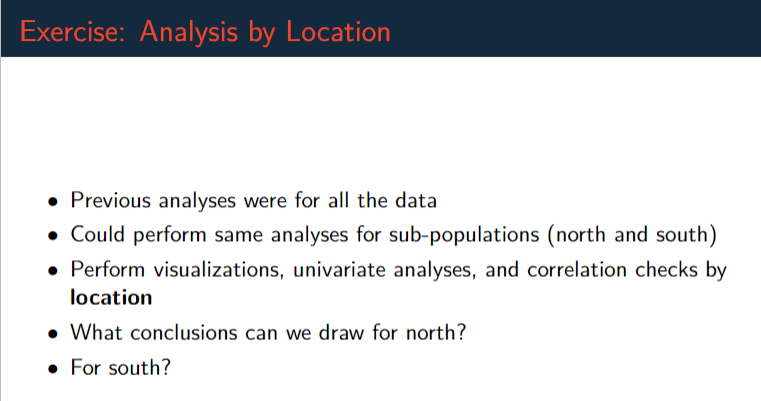 Exercise: Analysis by Location
• Previous analyses were for all the data
• Could perform same analyses for sub-populations (north and south)
• Perform visualizations, univariate analyses, and correlation checks by
location
• What conclusions can we draw for north?
• For south?